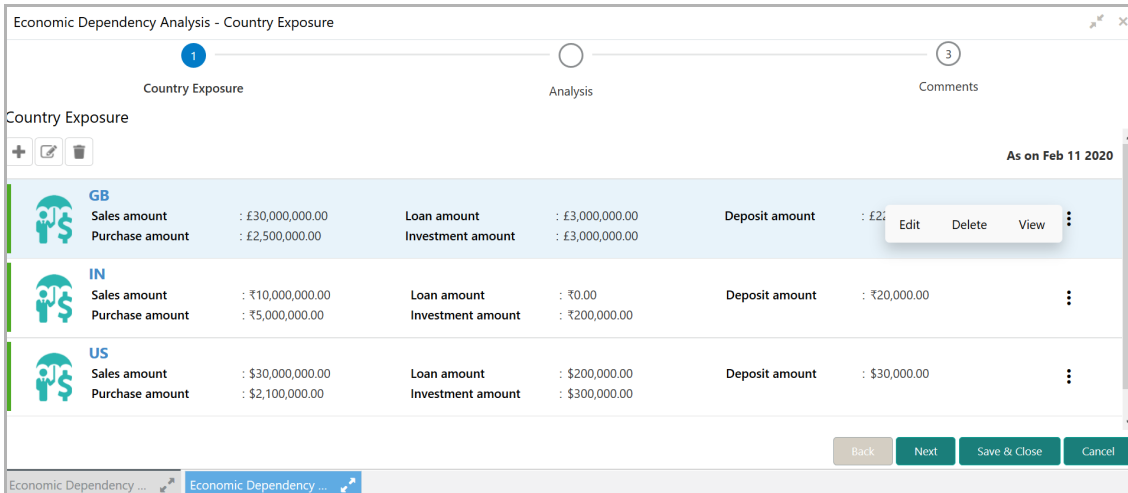 Economic Dependency Analysis - Country Exposure
1 3
Country Exposure Analysis Comments
Country Exposure
As on Feb 11 2020
GB
Sales amount : £30,000,000.00 Loan amount : £3,000,000.00 Deposit amount : £22
Purchase amount : £2,500,000.00 Investment amount : £3,000,000.00
Edit Delete View
IN
Sales amount : ₹10,000,000.00 Loan amount : ₹0.00 Deposit amount : ₹20,000.00
Purchase amount : ₹5,000,000.00 Investment amount : ₹200,000.00
US
Sales amount : $30,000,000.00 Loan amount : $200,000.00 Deposit amount : $30,000.00
Purchase amount : $2,100,000.00 Investment amount : $300,000.00
Back Next Save & Close Cancel
Economic Dependency ... Economic Dependency ...